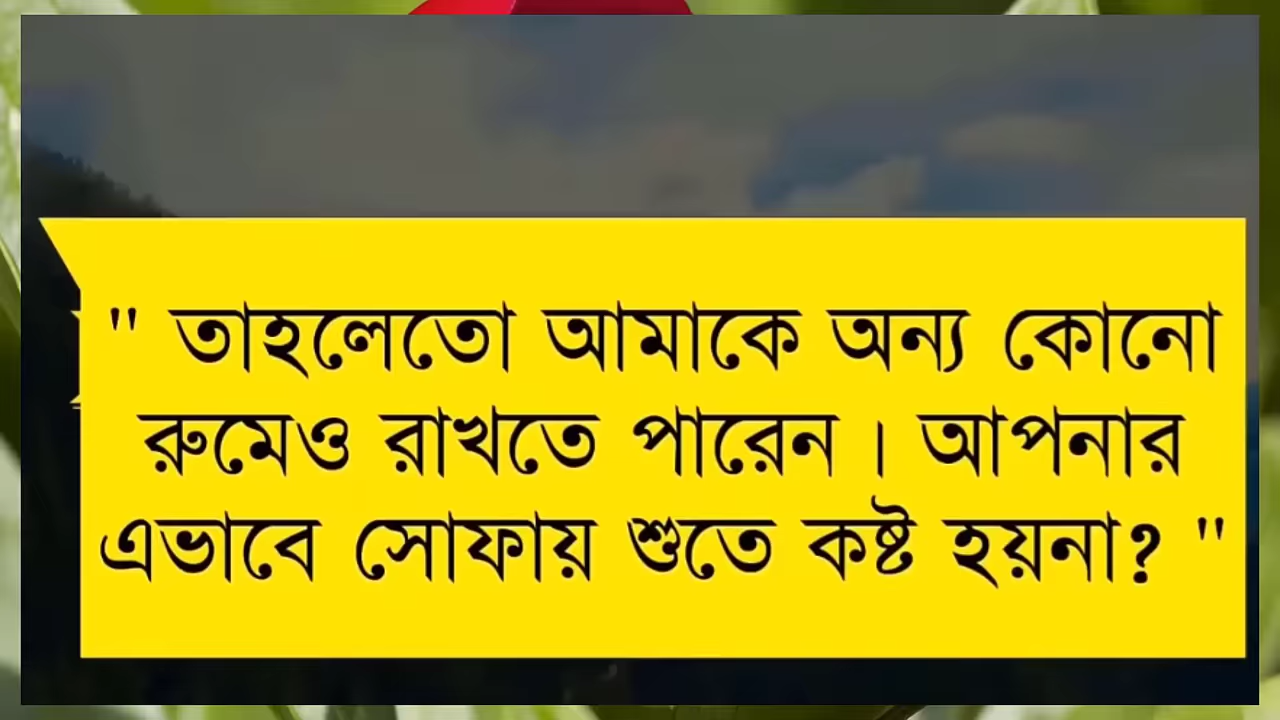 " তাহলেতো আমাকে অন্য কোনো
রুমেও রাখতে পারেন । আপনার
এভাবে সোফায় শুতে কষ্ট হয়না? "